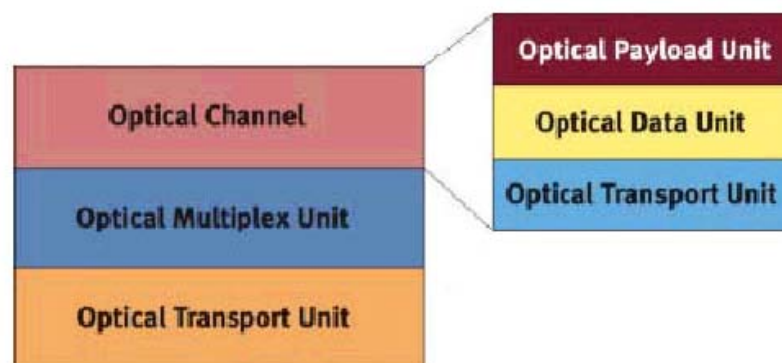 Optical Channel
Optical Multiplex Unit
Optical Transport Unit
Optical Payload Unit
Optical Data Unit
Optical Transport Unit